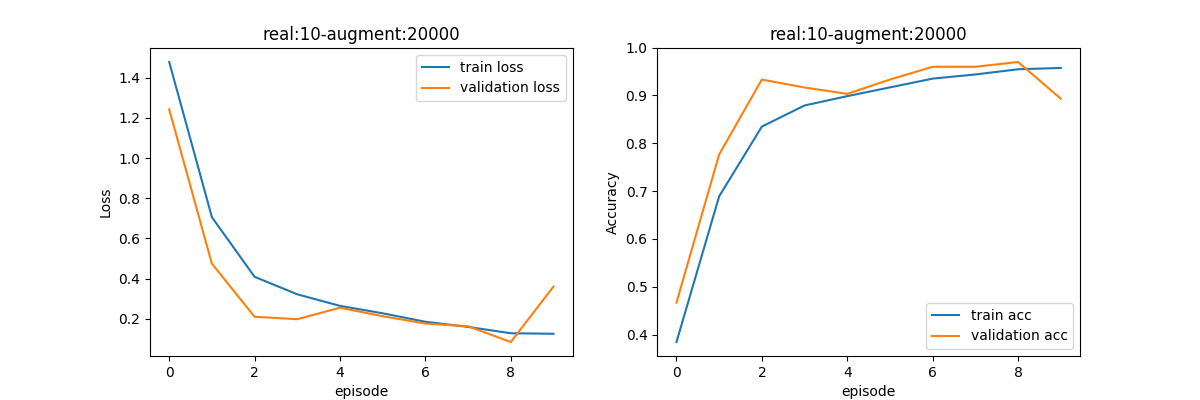 real:10-augment:20000
train loss
validation loss
1.4
1.2
1.0
0.8
0.6
0.4
0.2
Loss
0 2 4 6 8
episode
real:10-augment:20000
1.0
0.9
0.8
0.7
0.6
0.5
0.4
Accuracy
train acc
validation acc
0 2 4 6 8
episode